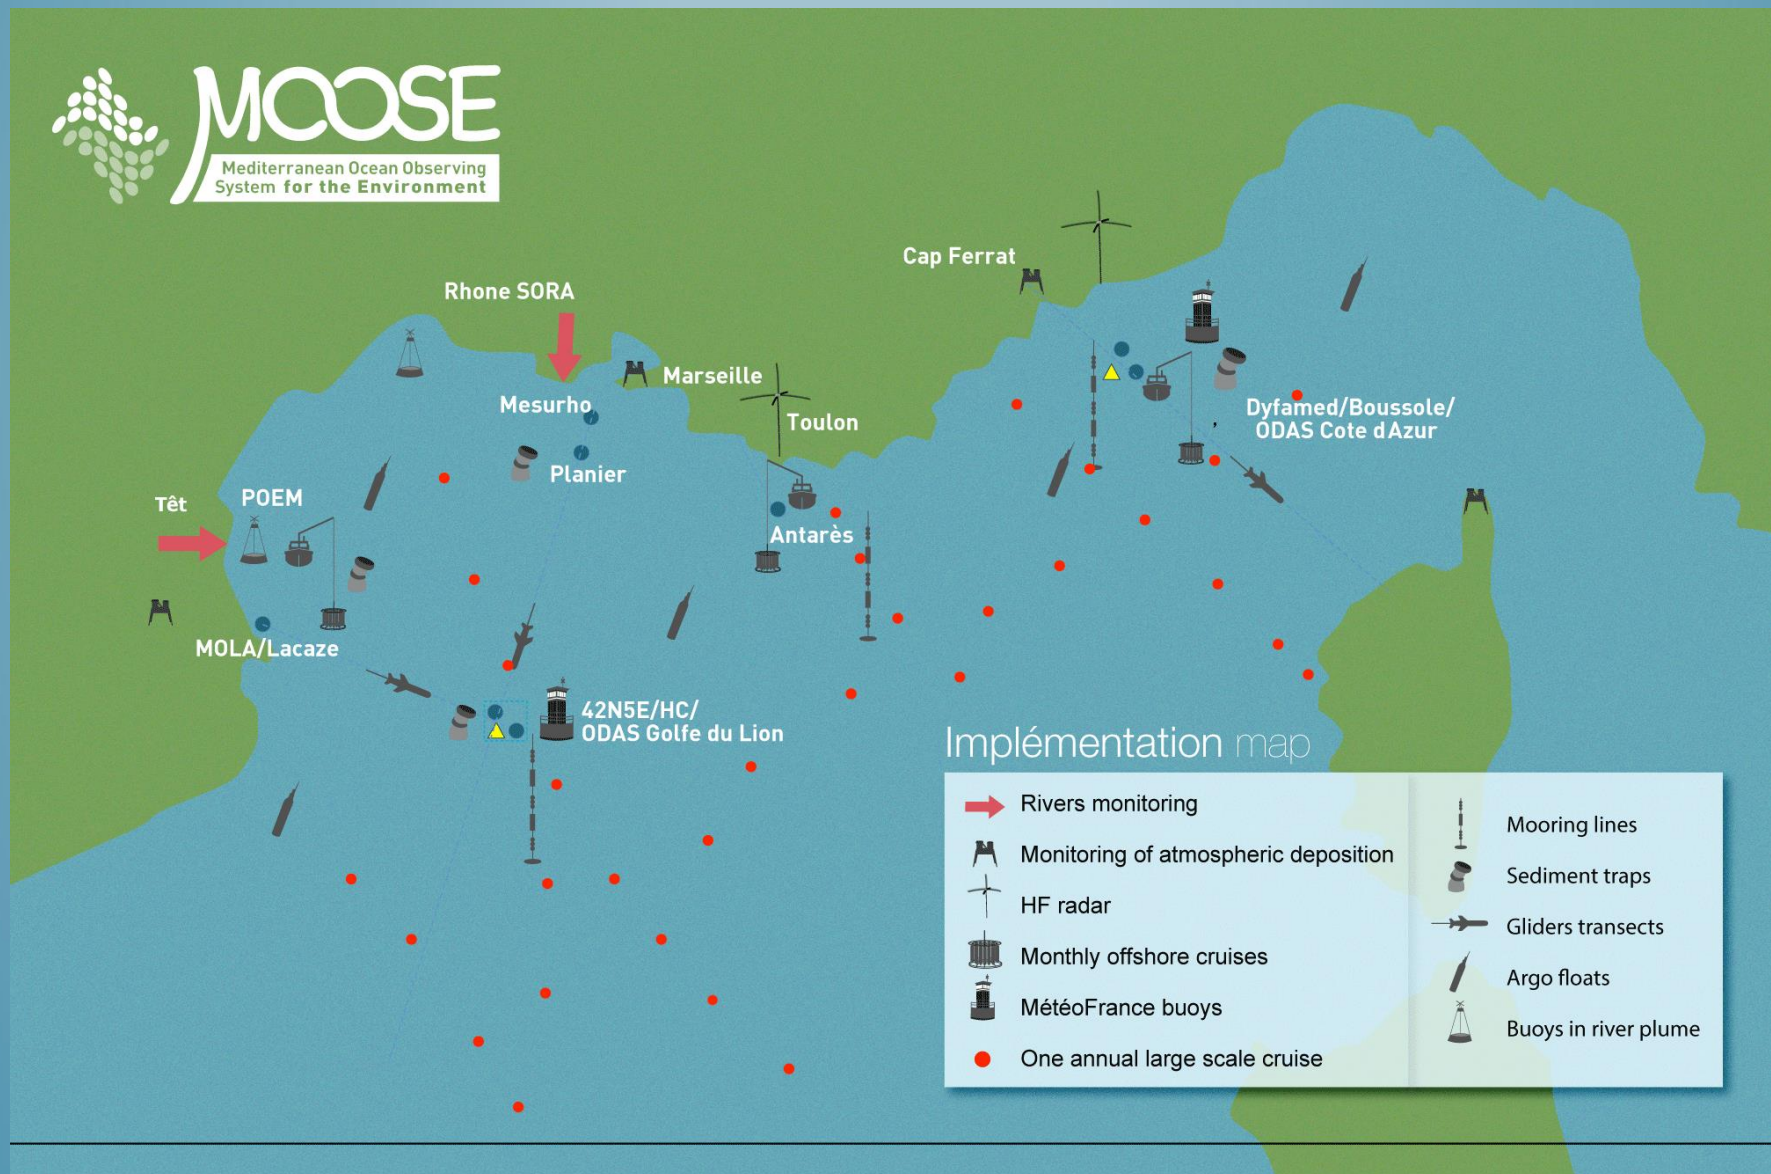 MOOSE
Mediterranean Ocean Observing
System for the Environment
Cap Ferrat
Rhone SORA
Marseille
Mesurho
Toulon
Dyfamed/Boussole/
ODAS Cote dAzur
Planier
Têt
POEM
Antarès
MOLA/Lacaze
42N5E/HC/
ODAS Golfe du Lion
Implémentation map
Rivers monitoring
Monitoring of atmospheric deposition
HF radar
Monthly offshore cruises
MétéoFrance buoys
One annual large scale cruise
Mooring lines
Sediment traps
Gliders transects
Argo floats
Buoys in river plume